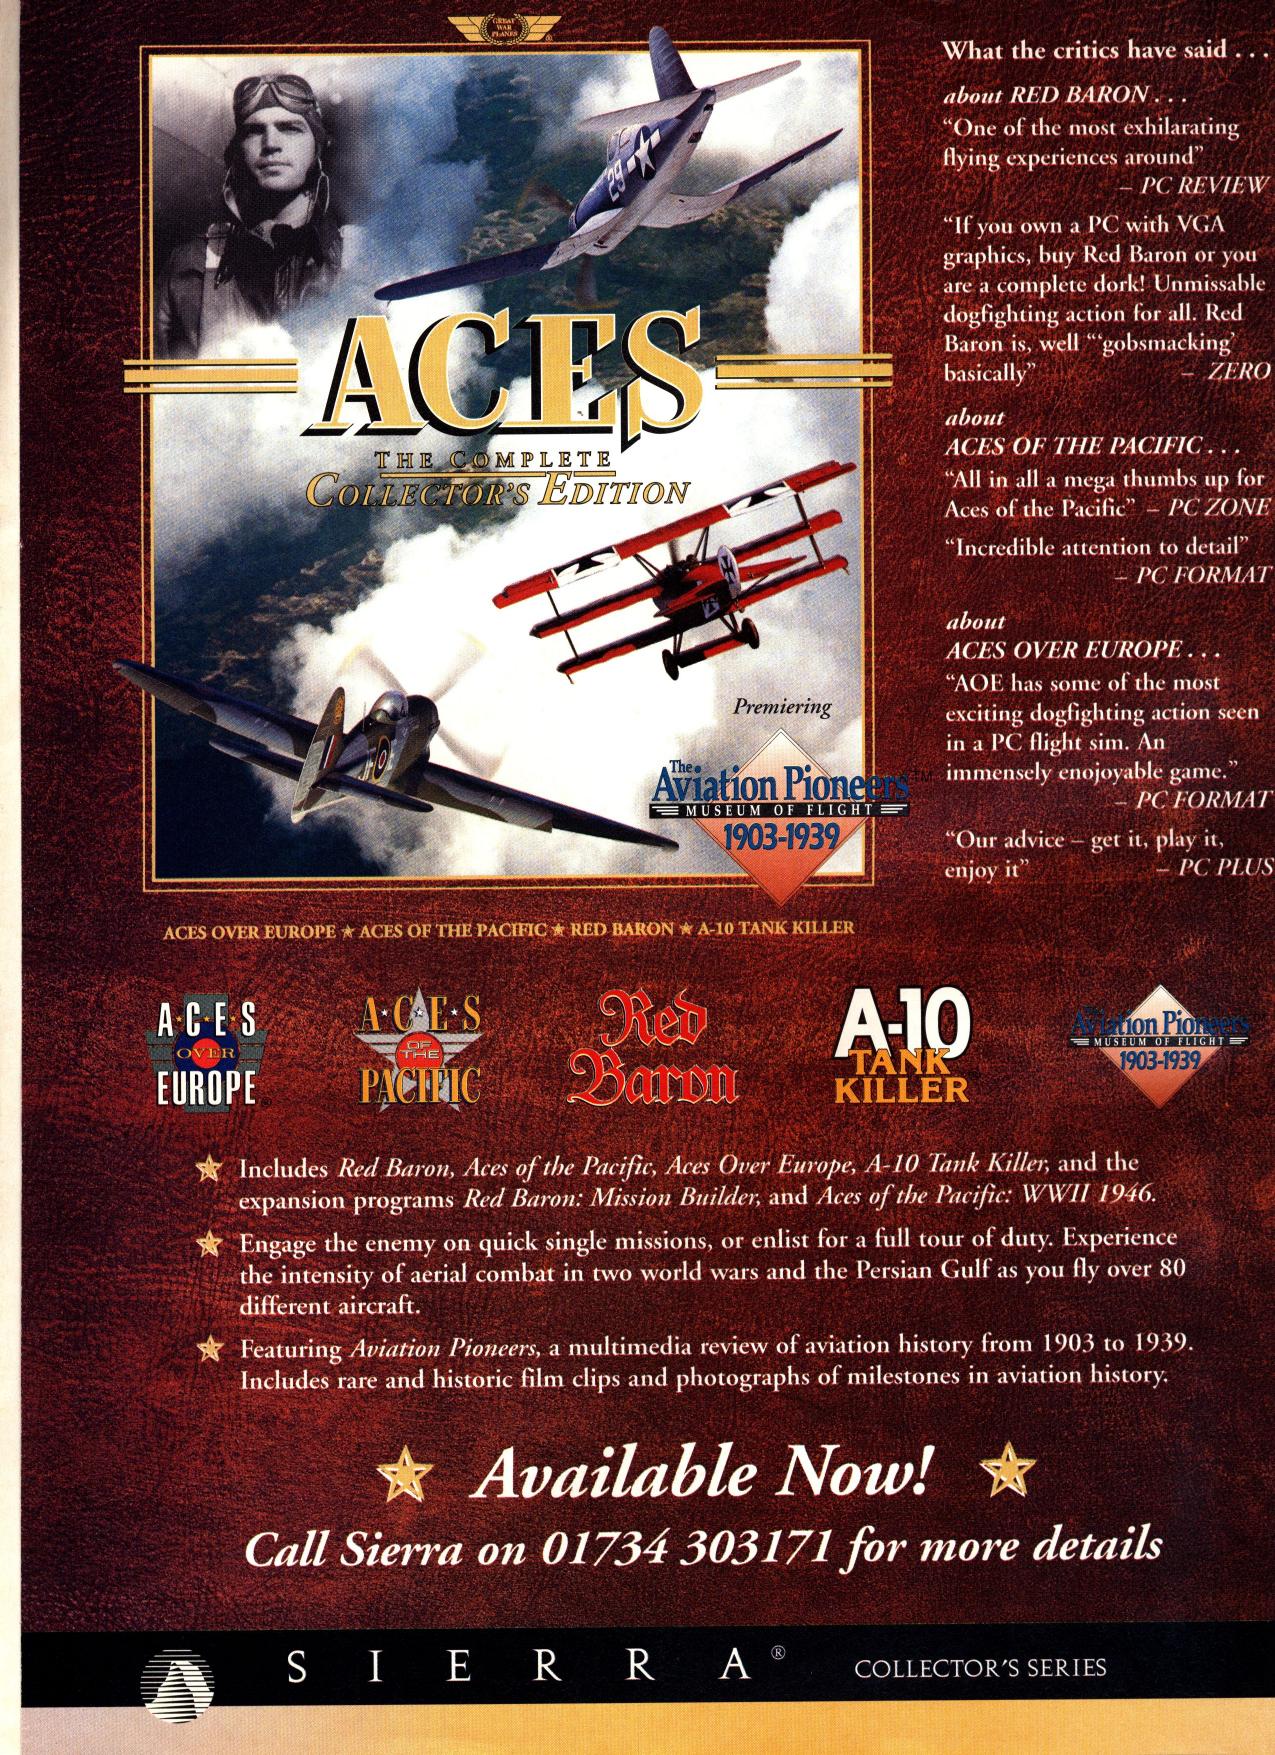 GREAT
WAR
PLANES
29
ACES
THE COMPLETE
COLLECTOR'S EDITION
Premiering
The
Aviation Pioneers™
MUSEUM OF FLIGHT
1903-1939
ACES OVER EUROPE ★ ACES OF THE PACIFIC ★ RED BARON ★ A-10 TANK KILLER
What the critics have said . . .
about RED BARON . . .
“One of the most exhilarating
flying experiences around”
– PC REVIEW
“If you own a PC with VGA
graphics, buy Red Baron or you
are a complete dork! Unmissable
dogfighting action for all. Red
Baron is, well “‘gobsmacking’
basically” – ZERO
about
ACES OF THE PACIFIC . . .
“All in all a mega thumbs up for
Aces of the Pacific” – PC ZONE
“Incredible attention to detail”
– PC FORMAT
about
ACES OVER EUROPE . . .
“AOE has some of the most
exciting dogfighting action seen
in a PC flight sim. An
immensely enojoyable game.”
– PC FORMAT
“Our advice – get it, play it,
enjoy it” – PC PLUS
A·C·E·S
OVER
EUROPE
A·C·E·S
OF THE
PACIFIC
Red
Baron
A-10
TANK
KILLER
The
Aviation Pioneers
MUSEUM OF FLIGHT
1903-1939
Includes Red Baron, Aces of the Pacific, Aces Over Europe, A-10 Tank Killer, and the
expansion programs Red Baron: Mission Builder, and Aces of the Pacific: WWII 1946.
Engage the enemy on quick single missions, or enlist for a full tour of duty. Experience
the intensity of aerial combat in two world wars and the Persian Gulf as you fly over 80
different aircraft.
Featuring Aviation Pioneers, a multimedia review of aviation history from 1903 to 1939.
Includes rare and historic film clips and photographs of milestones in aviation history.
Available Now!
Call Sierra on 01734 303171 for more details
SIERRA® COLLECTOR'S SERIES